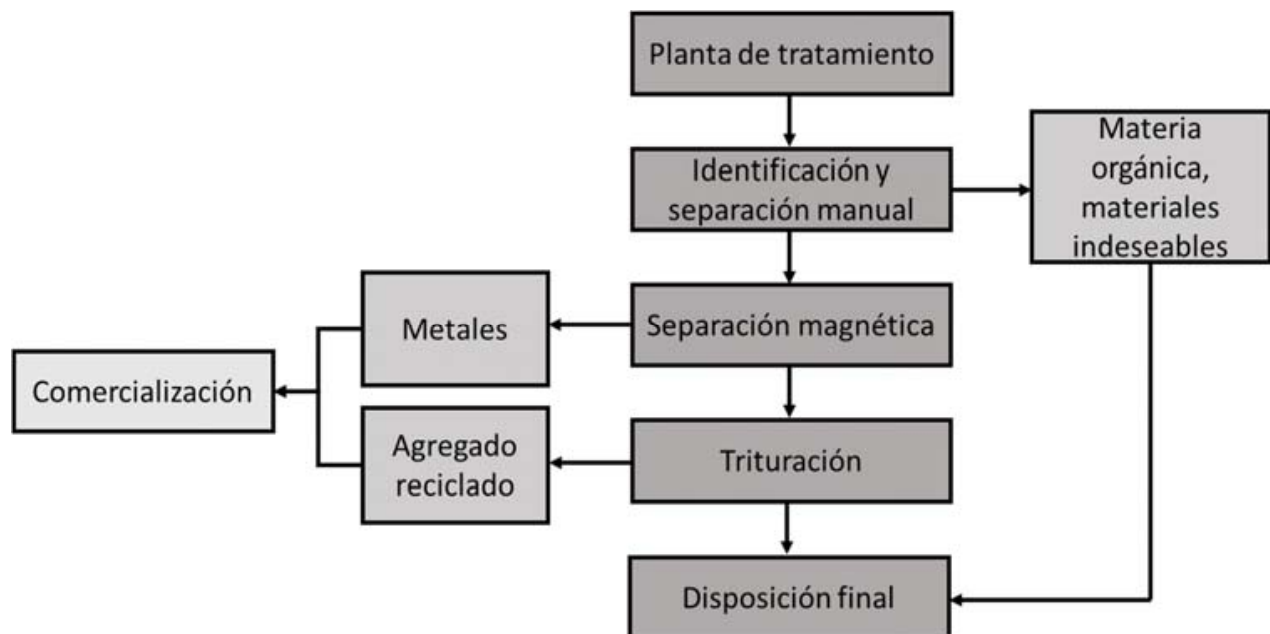 Planta de tratamiento
Identificación y
separación manual
Materia
orgánica,
materiales
indeseables
Metales
Separación magnética
Comercialización
Agregado
reciclado
Trituración
Disposición final